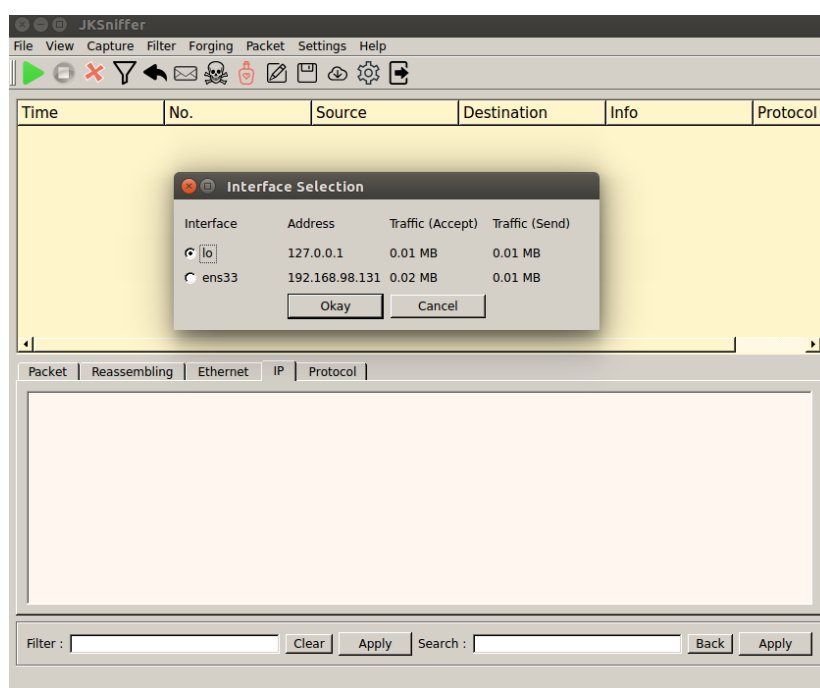 JKSniffer
File View Capture Filter Forging Packet Settings Help
Time No. Source Destination Info Protocol
Interface Selection
Interface Address Traffic (Accept) Traffic (Send)
lo 127.0.0.1 0.01 MB 0.01 MB
ens33 192.168.98.131 0.02 MB 0.01 MB
Okay Cancel
Packet Reassembling Ethernet IP Protocol
Filter : Clear Apply Search : Back Apply